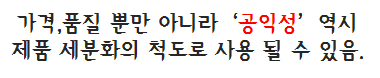 가격,품질 뿐만 아니라 ‘공익성’ 역시
제품 세분화의 척도로 사용 될 수 있음.